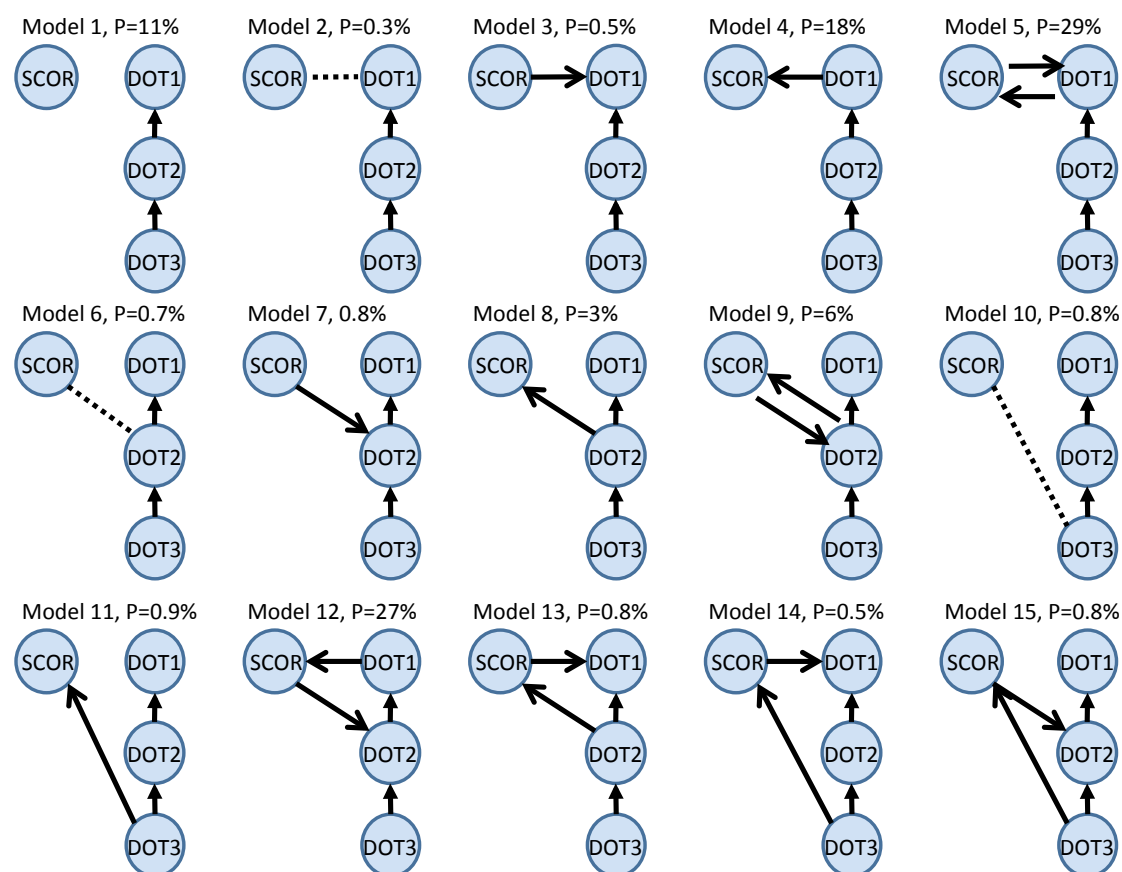 Model 1, P=11% Model 2, P=0.3% Model 3, P=0.5% Model 4, P=18% Model 5, P=29%
SCOR DOT1 SCOR DOT1 SCOR DOT1 SCOR DOT1 SCOR DOT1
DOT2 DOT2 DOT2 DOT2 DOT2
DOT3 DOT3 DOT3 DOT3 DOT3
Model 6, P=0.7% Model 7, 0.8% Model 8, P=3% Model 9, P=6% Model 10, P=0.8%
SCOR DOT1 SCOR DOT1 SCOR DOT1 SCOR DOT1 SCOR DOT1
DOT2 DOT2 DOT2 DOT2 DOT2
DOT3 DOT3 DOT3 DOT3 DOT3
Model 11, P=0.9% Model 12, P=27% Model 13, P=0.8% Model 14, P=0.5% Model 15, P=0.8%
SCOR DOT1 SCOR DOT1 SCOR DOT1 SCOR DOT1 SCOR DOT1
DOT2 DOT2 DOT2 DOT2 DOT2
DOT3 DOT3 DOT3 DOT3 DOT3